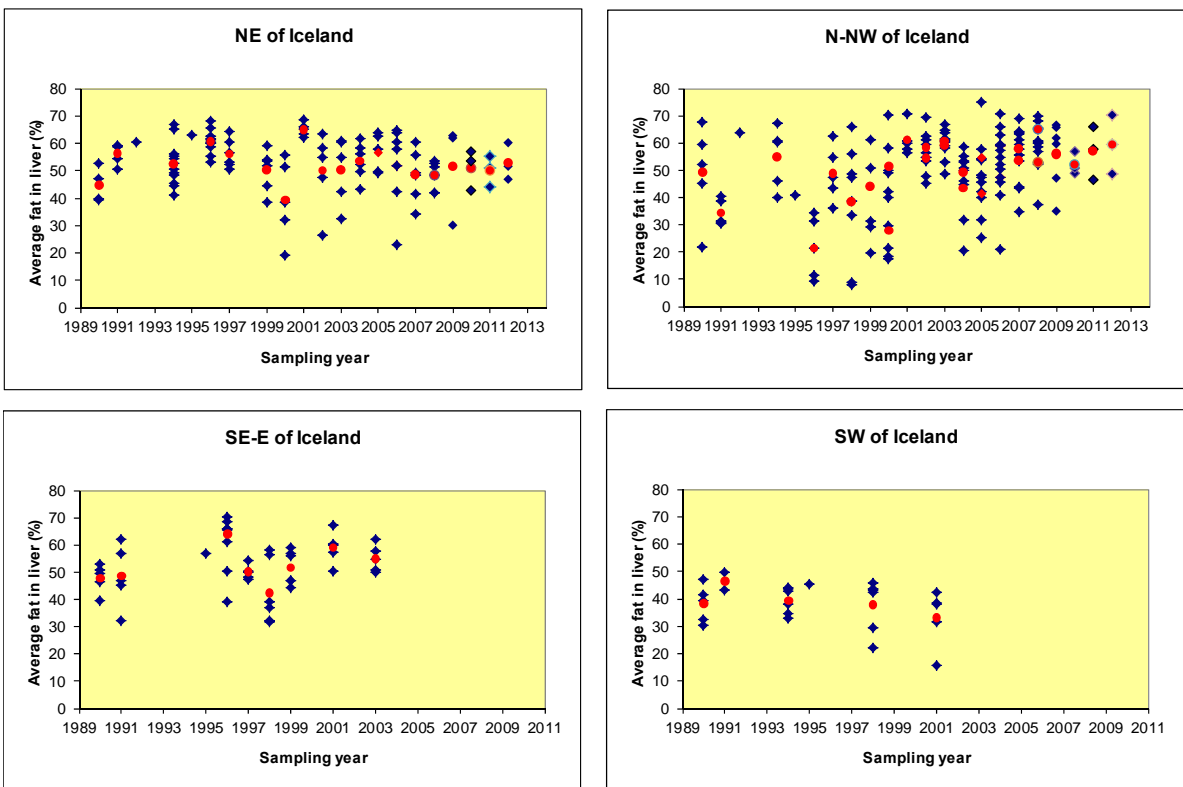 NE of Iceland
Average fat in liver (%)
80
70
60
50
40
30
20
10
0
1989 1991 1993 1995 1997 1999 2001 2003 2005 2007 2009 2011 2013
Sampling year
N-NW of Iceland
Average fat in liver (%)
80
70
60
50
40
30
20
10
0
1989 1991 1993 1995 1997 1999 2001 2003 2005 2007 2009 2011 2013
Sampling year
SE-E of Iceland
Average fat in liver (%)
80
70
60
50
40
30
20
10
0
1989 1991 1993 1995 1997 1999 2001 2003 2005 2007 2009 2011
Sampling year
SW of Iceland
Average fat in liver (%)
80
70
60
50
40
30
20
10
0
1989 1991 1993 1995 1997 1999 2001 2003 2005 2007 2009 2011
Sampling year